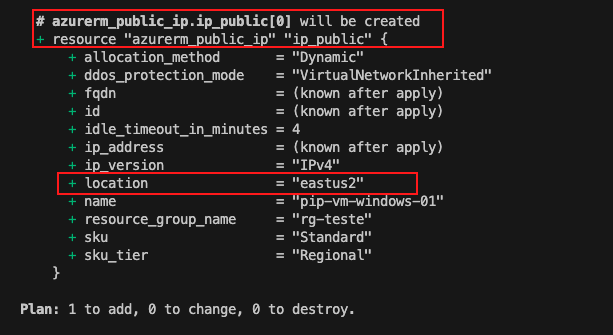 # azurerm_public_ip.ip_public[0] will be created
+ resource "azurerm_public_ip" "ip_public" {
+ allocation_method = "Dynamic"
+ ddos_protection_mode = "VirtualNetworkInherited"
+ fqdn = (known after apply)
+ id = (known after apply)
+ idle_timeout_in_minutes = 4
+ ip_address = (known after apply)
+ ip_version = "IPv4"
+ location = "eastus2"
+ name = "pip-vm-windows-01"
+ resource_group_name = "rg-teste"
+ sku = "Standard"
+ sku_tier = "Regional"
}
Plan: 1 to add, 0 to change, 0 to destroy.